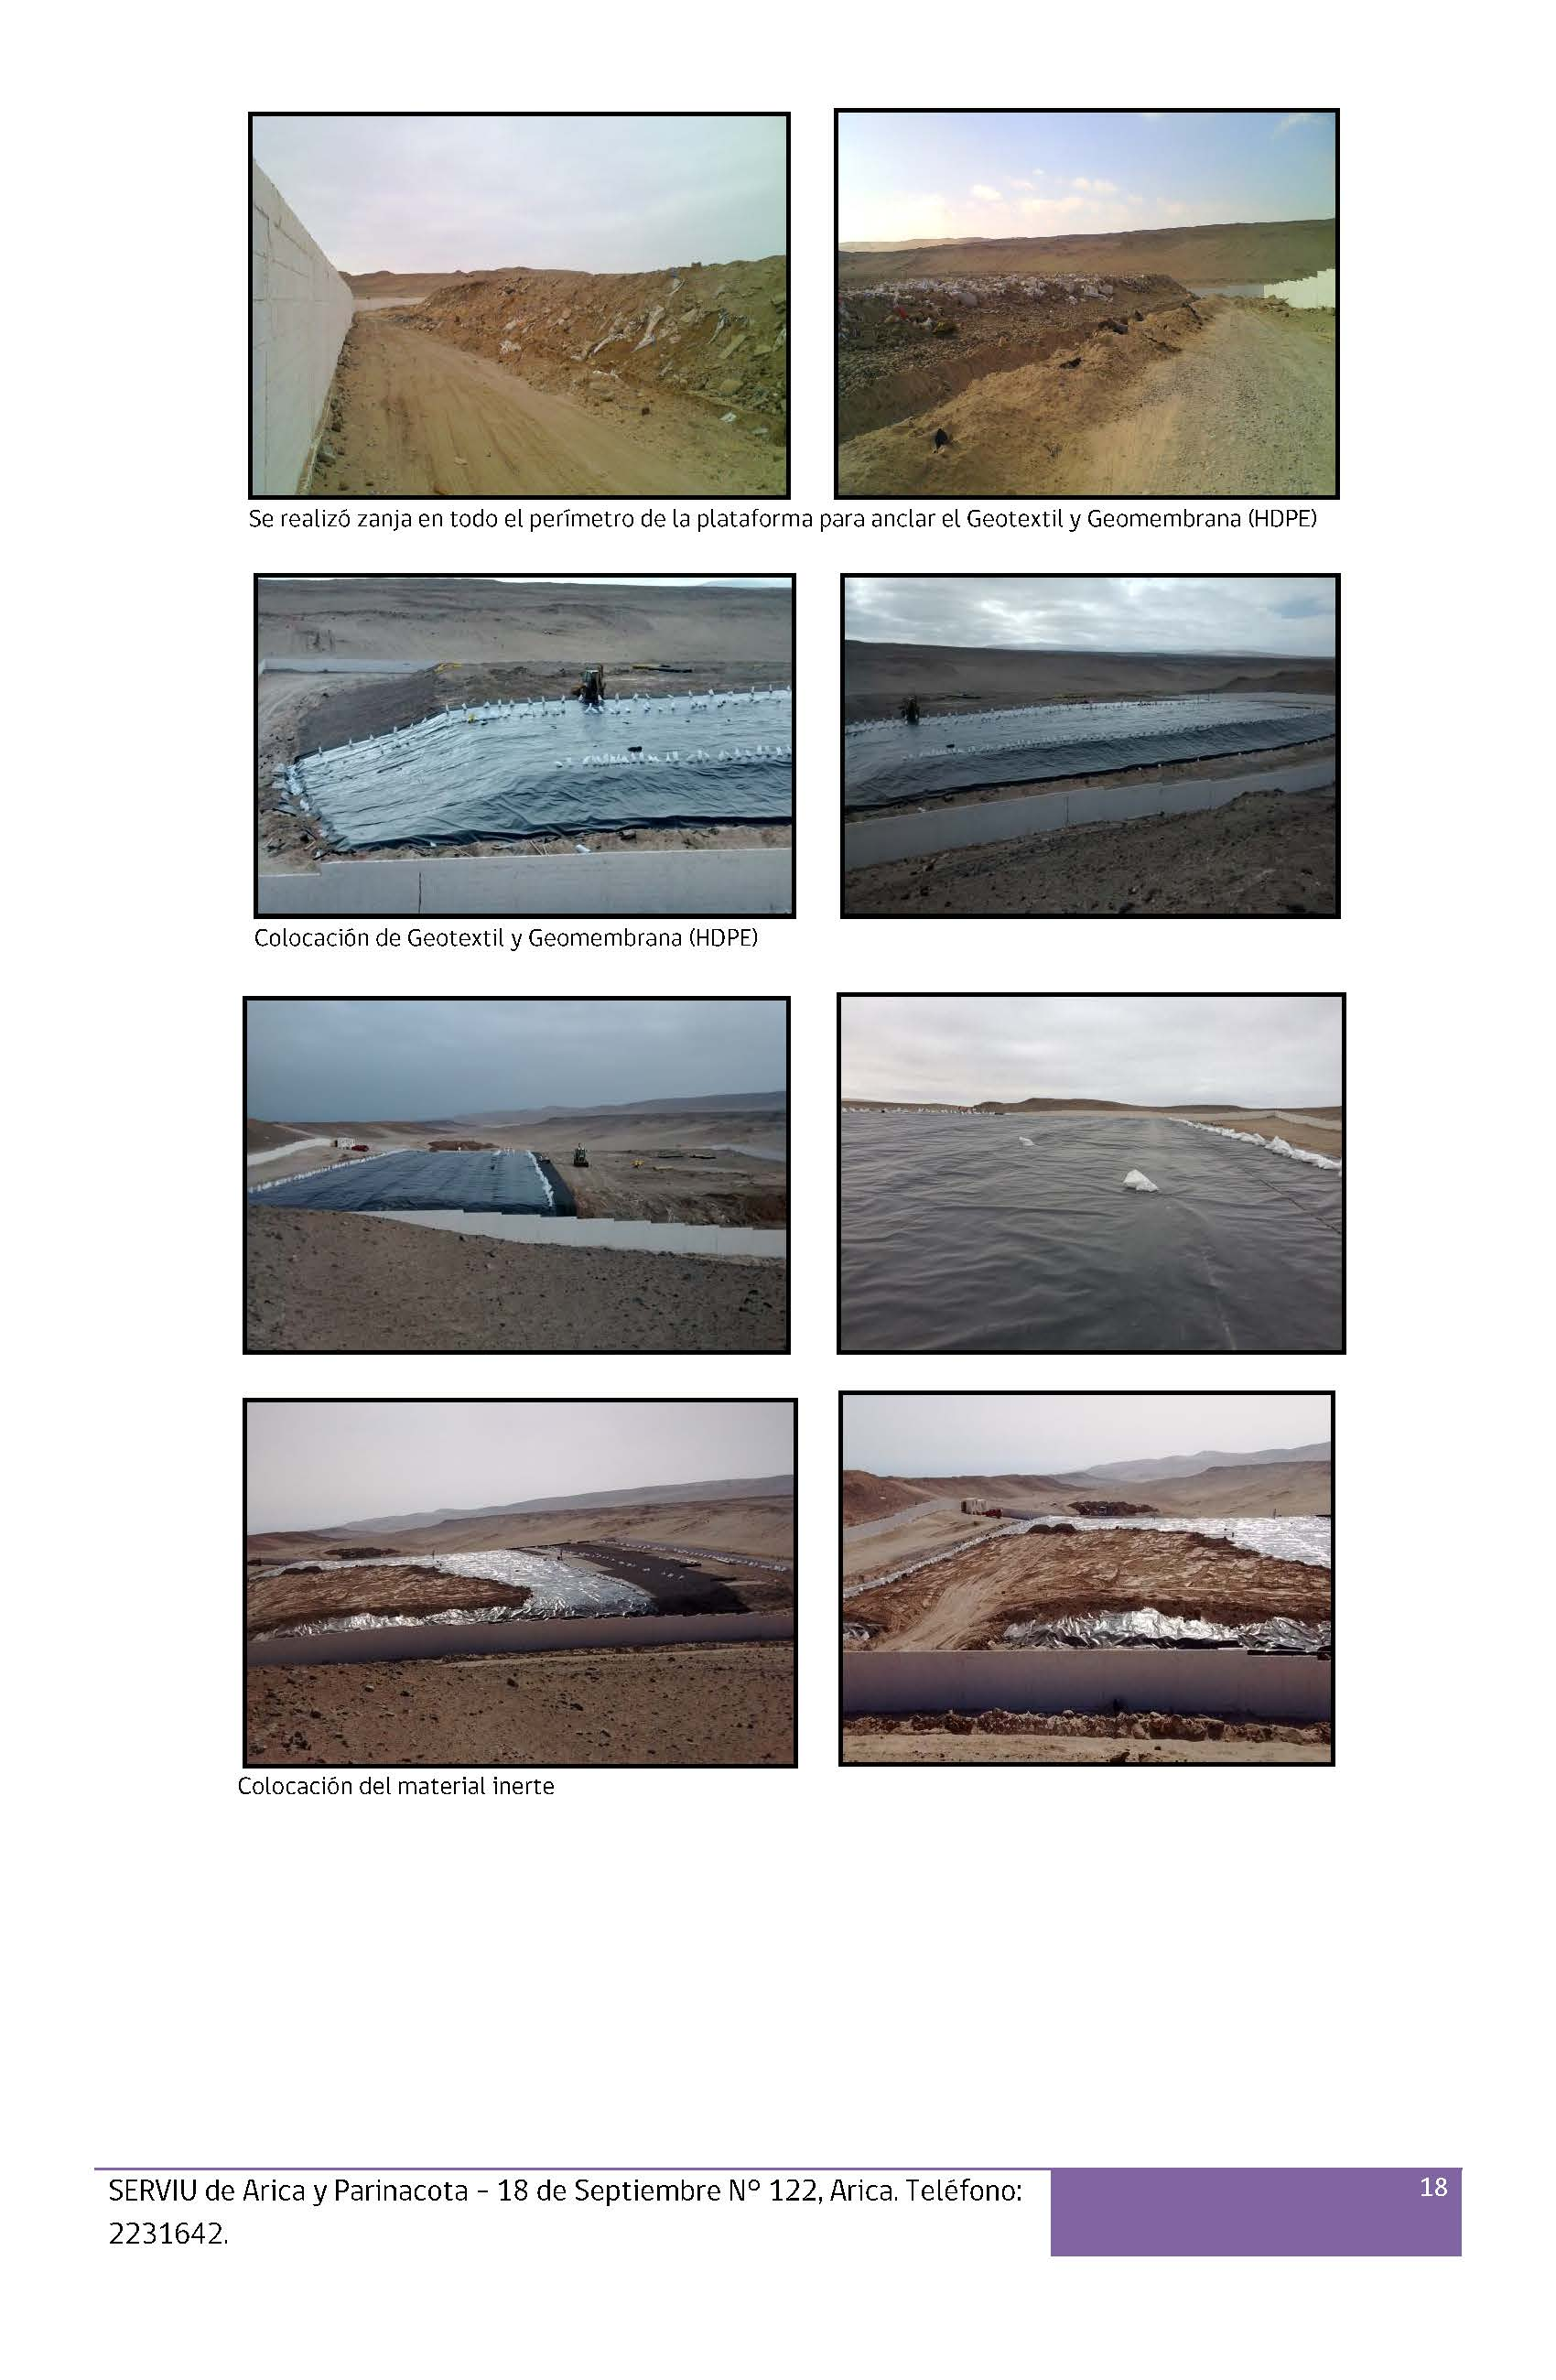 Se realizó zanja en todo el perímetro de la plataforma para anclar el Geotextil y Geomembrana (HDPE)
Colocación de Geotextil y Geomembrana (HDPE)
Colocación del material inerte
SERVIU de Arica y Parinacota – 18 de Septiembre Nº 122, Arica. Teléfono:
2231642.
18